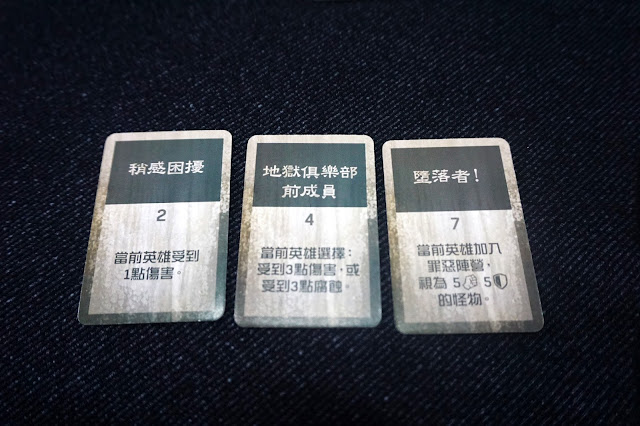 稍感困擾
2
當前英雄受到
1點傷害。
地獄俱樂部
前成員
4
當前英雄選擇：
受到3點傷害，或
受到3點腐蝕。
墮落者！
7
當前英雄加入
罪惡陣營，
視為 5 5
的怪物。